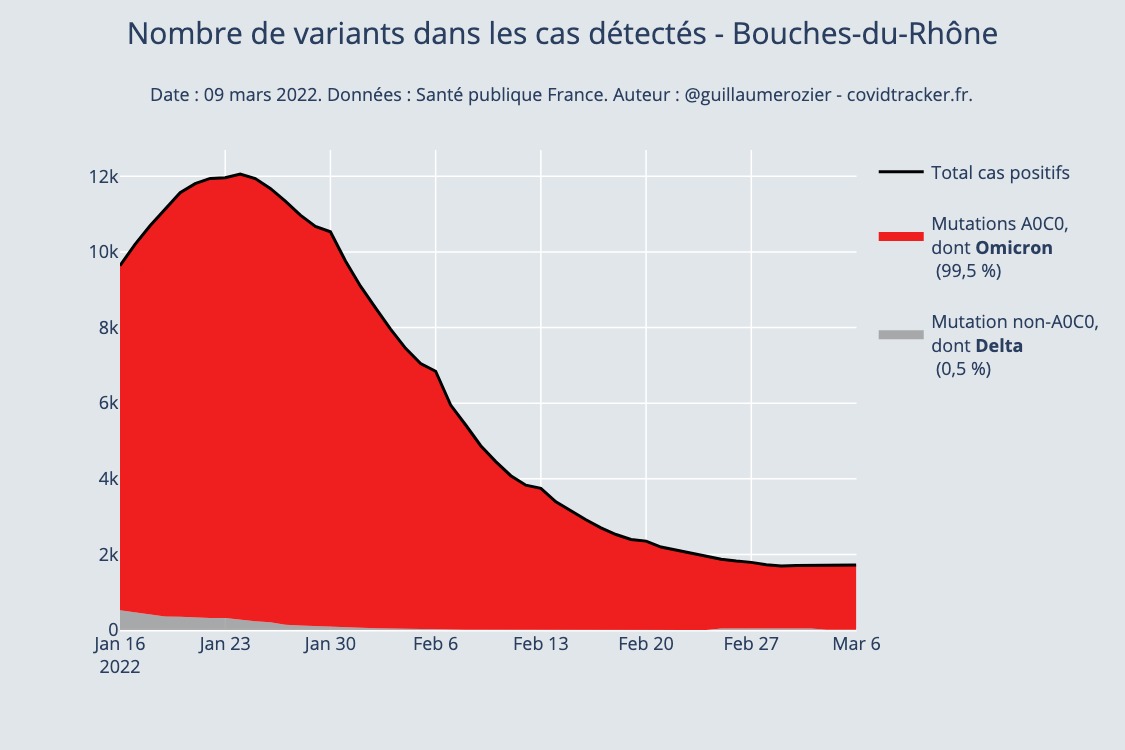 Nombre de variants dans les cas détectés - Bouches-du-Rhône
Date : 09 mars 2022. Données : Santé publique France. Auteur : @guillaumerozier - covidtracker.fr.
12k
10k
8k
6k
4k
2k
0
Jan 16
2022
Jan 23
Jan 30
Feb 6
Feb 13
Feb 20
Feb 27
Mar 6
Total cas positifs
Mutations A0C0,
dont Omicron
(99,5 %)
Mutation non-A0C0,
dont Delta
(0,5 %)